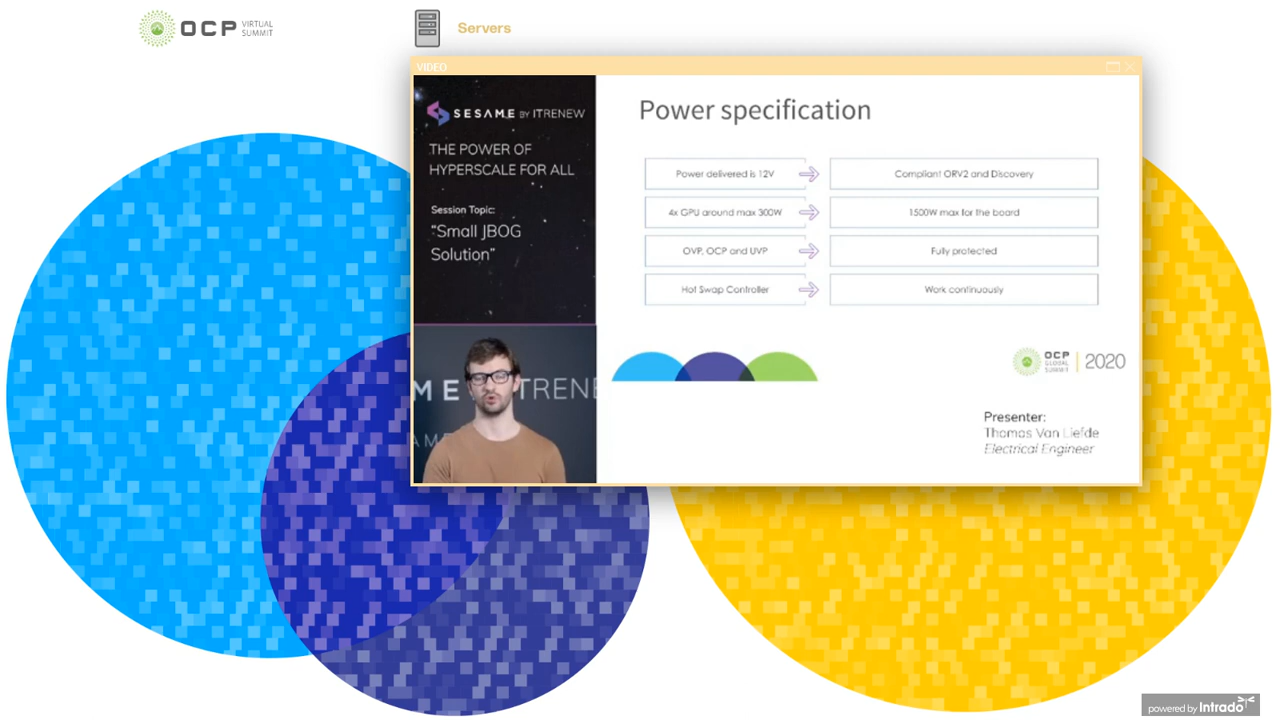 OCP VIRTUAL
SUMMIT
Servers
VIDEO
SESAME BY ITRENEW
THE POWER OF
HYPERSCALE FOR ALL
Session Topic:
"Small JBOG
Solution"
AME
ITRENE
AME
Power specification
Power delivered is 12V
Compliant ORV2 and Discovery
4x GPU around max 300W
1500W max for the board
OVP, OCP and UVP
Fully protected
Hot Swap Controller
Work continuously
OCP
GLOBAL
SUMMIT
2020
Presenter:
Thomas Van Liefde
Electrical Engineer
powered by Intrado